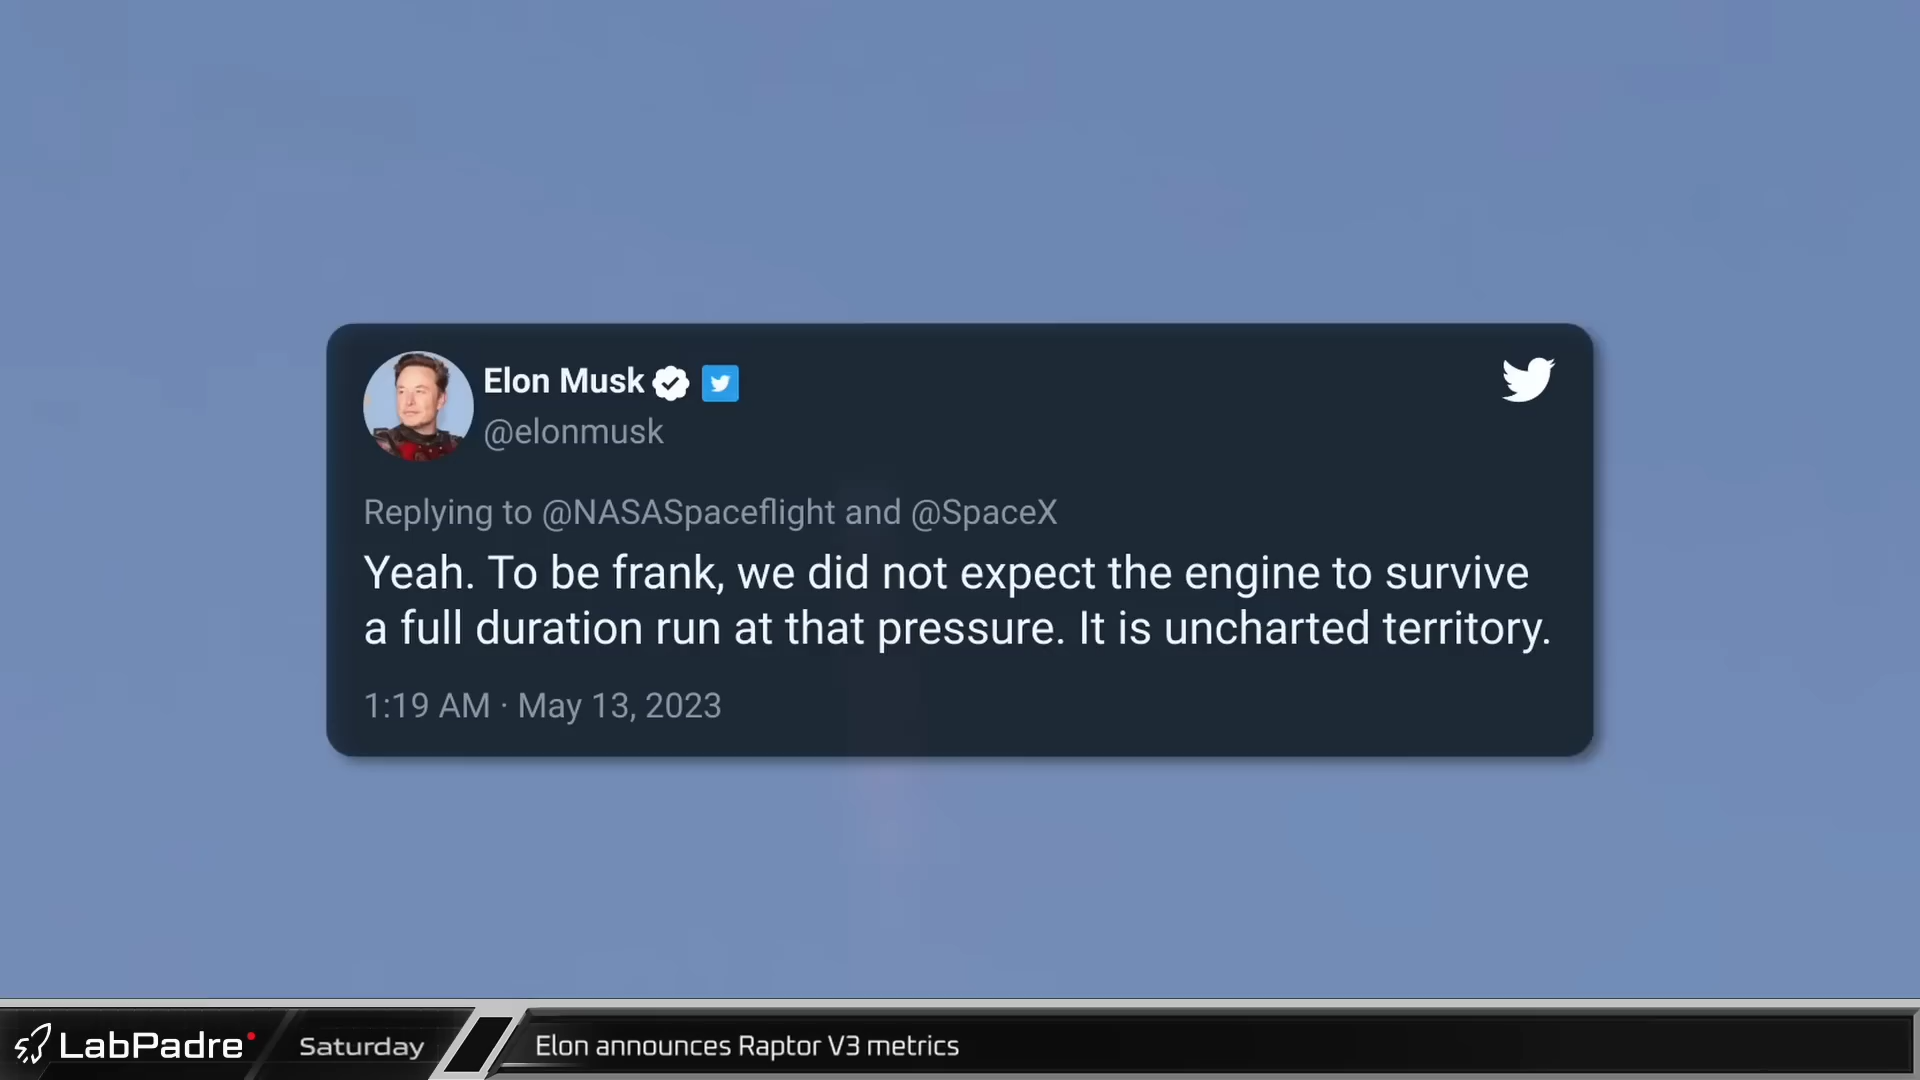 Elon Musk
@elonmusk
Replying to @NASASpaceflight and @SpaceX
Yeah. To be frank, we did not expect the engine to survive
a full duration run at that pressure. It is uncharted territory.
1:19 AM · May 13, 2023
LabPadre
Saturday
Elon announces Raptor V3 metrics